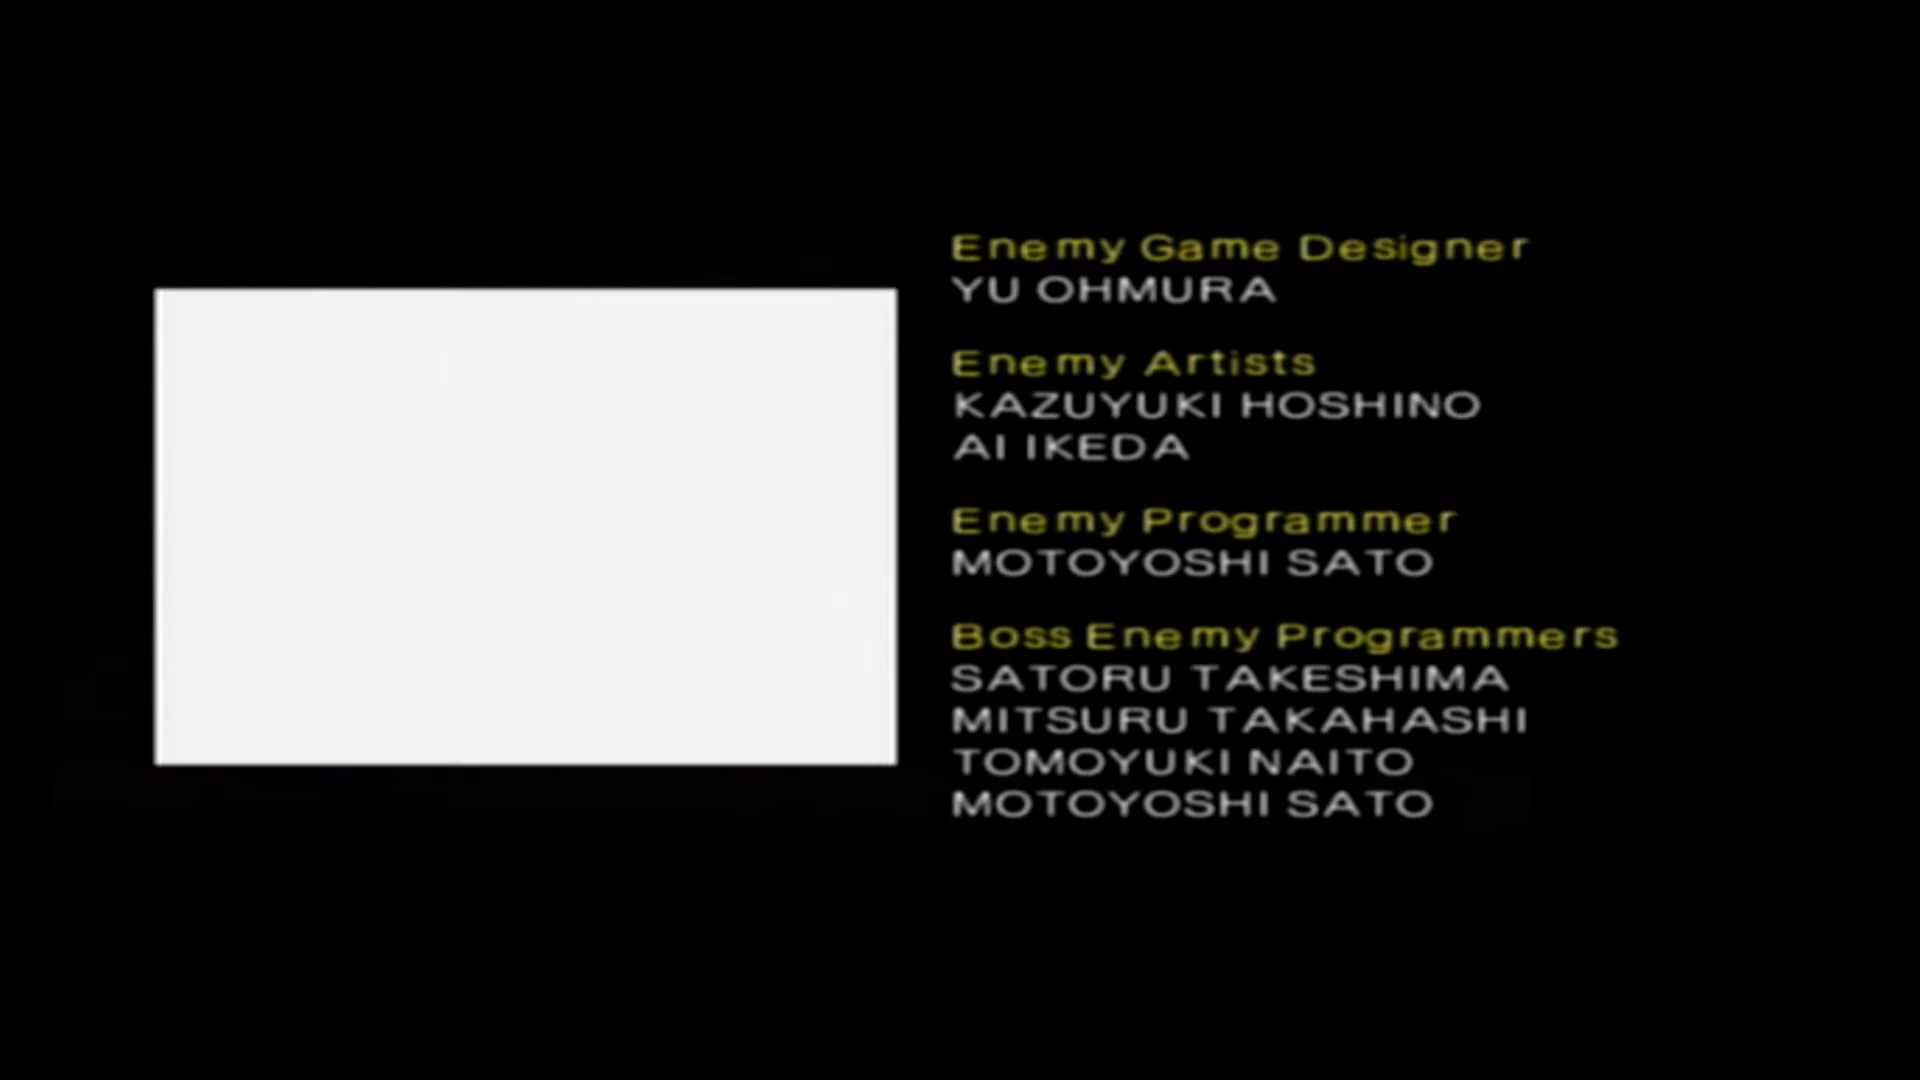 Enemy Game Designer
YU OHMURA
Enemy Artists
KAZUYUKI HOSHINO
AI IKEDA
Enemy Programmer
MOTOYOSHI SATO
Boss Enemy Programmers
SATORU TAKESHIMA
MITSURU TAKAHASHI
TOMOYUKI NAITO
MOTOYOSHI SATO